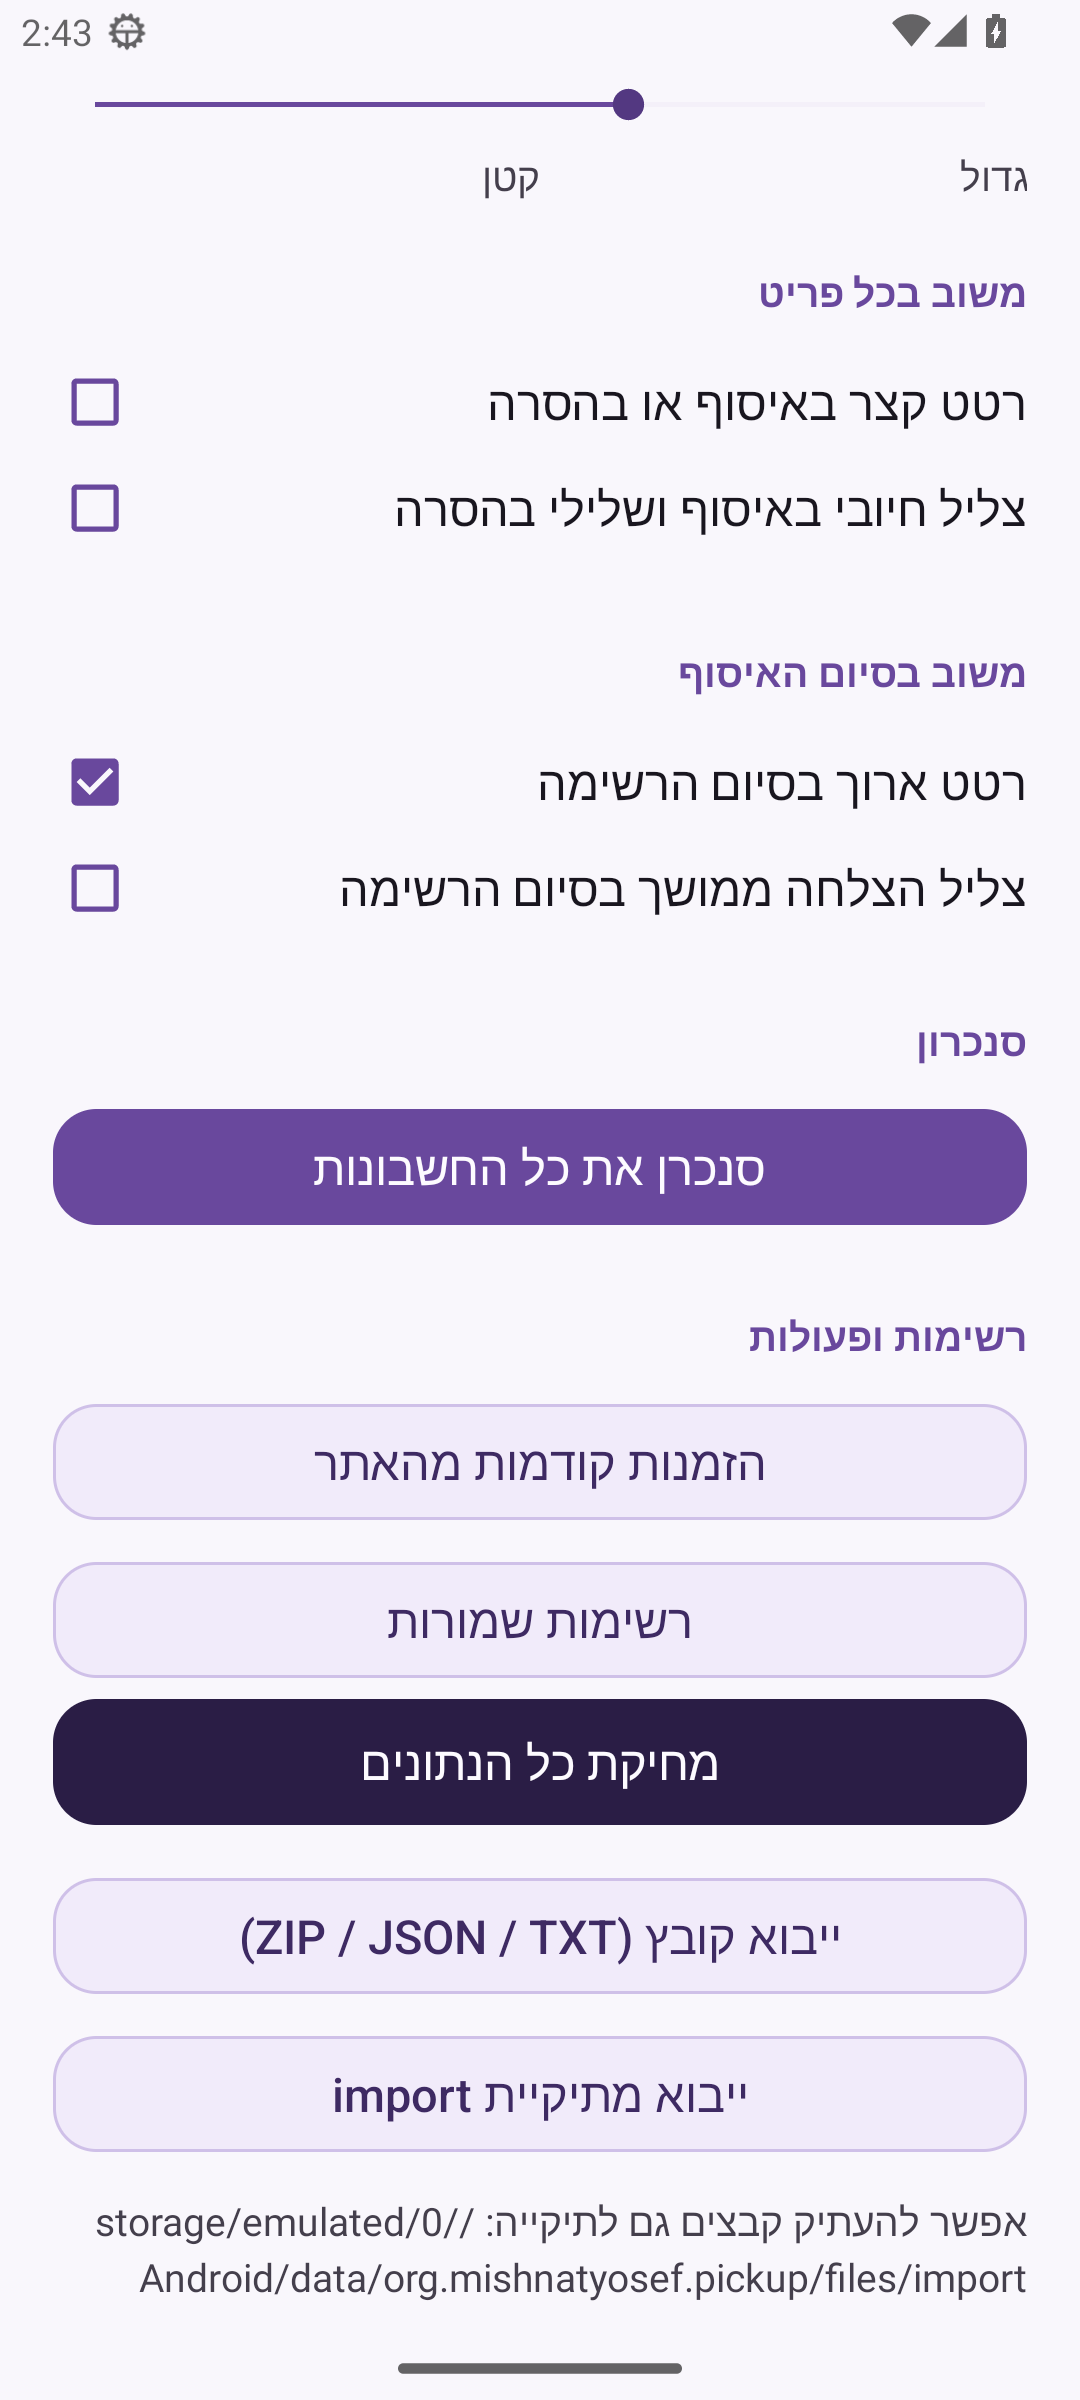 2:43
גדול
קטן
משוב בכל פריט
רטט קצר באיסוף או בהסרה
צליל חיובי באיסוף ושלילי בהסרה
משוב בסיום האיסוף
רטט ארוך בסיום הרשימה
צליל הצלחה ממושך בסיום הרשימה
סנכרון
סנכרן את כל החשבונות
רשימות ופעולות
הזמנות קודמות מהאתר
רשימות שמורות
מחיקת כל הנתונים
ייבוא קובץ (ZIP / JSON / TXT)
ייבוא מתיקיית import
אפשר להעתיק קבצים גם לתיקייה: /storage/emulated/0/
Android/data/org.mishnatyosef.pickup/files/import